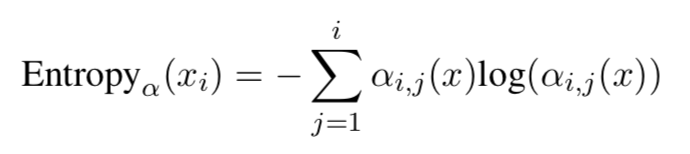 Entropy_α(x_i) = − ∑_{j=1}^{i} α_{i,j}(x)log(α_{i,j}(x))